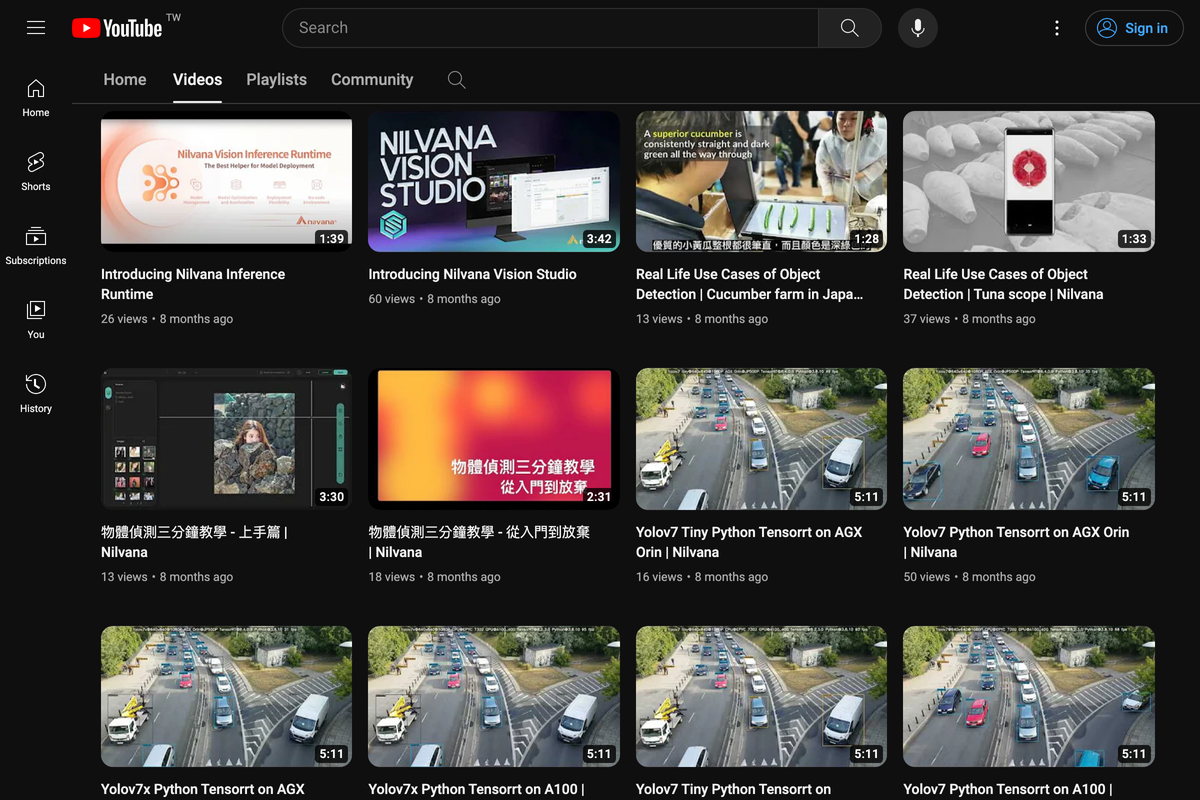 YouTube TW
Search
Sign in
Home
Videos
Playlists
Community
Home
Shorts
Subscriptions
You
History
Nilvana Vision Inference Runtime
The Best Helper for Model Deployment
nilvana
1:39
Introducing Nilvana Inference
Runtime
26 views • 8 months ago
NILVANA
VISION
STUDIO
3:42
Introducing Nilvana Vision Studio
60 views • 8 months ago
A superior cucumber is
consistently straight and dark
green all the way through
優質的小黃瓜整根都很筆直，而且顏色是深綠
1:28
Real Life Use Cases of Object
Detection | Cucumber farm in Japa...
13 views • 8 months ago
1:33
Real Life Use Cases of Object
Detection | Tuna scope | Nilvana
37 views • 8 months ago
3:30
物體偵測三分鐘教學 - 上手篇 |
Nilvana
13 views • 8 months ago
物體偵測三分鐘教學
從入門到放棄
2:31
物體偵測三分鐘教學 - 從入門到放棄
| Nilvana
18 views • 8 months ago
5:11
Yolov7 Tiny Python Tensorrt on AGX
Orin | Nilvana
16 views • 8 months ago
5:11
Yolov7 Python Tensorrt on AGX Orin
| Nilvana
50 views • 8 months ago
5:11
Yolov7x Python Tensorrt on AGX
5:11
Yolov7x Python Tensorrt on A100 |
5:11
Yolov7 Tiny Python Tensorrt on
5:11
Yolov7 Python Tensorrt on A100 |